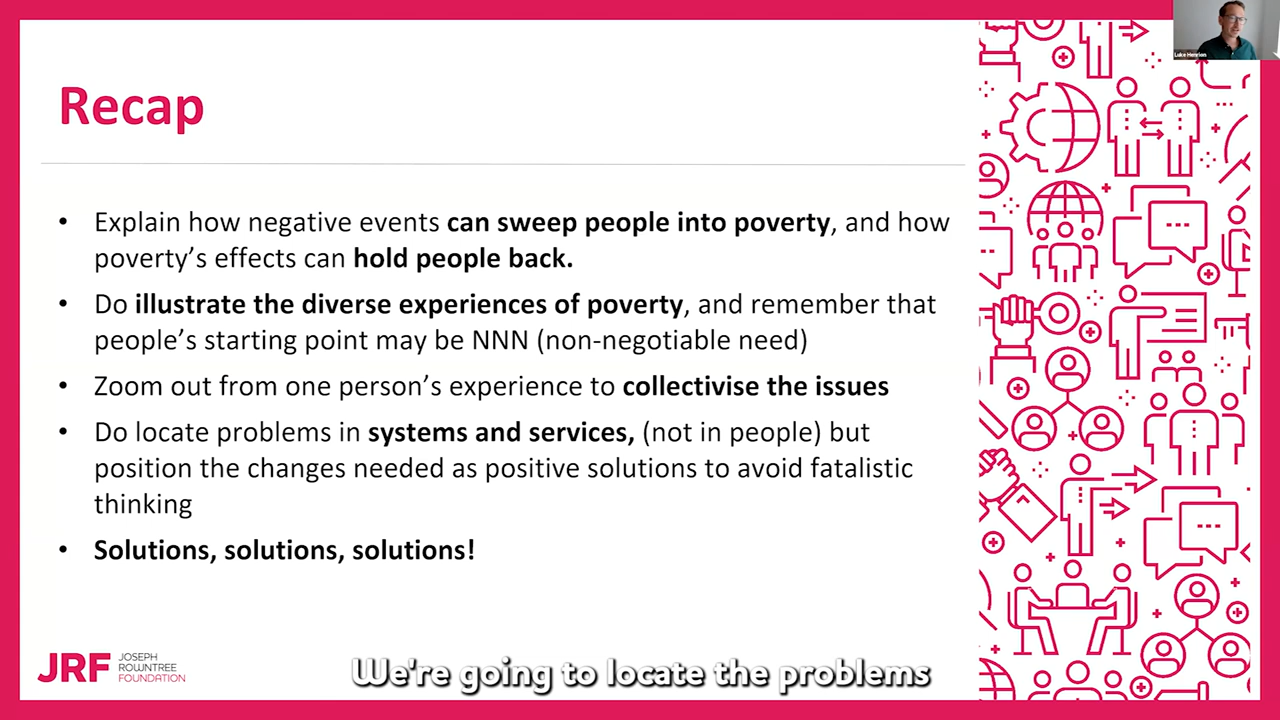 Luke Henrion
Recap
• Explain how negative events can sweep people into poverty, and how
poverty's effects can hold people back.
• Do illustrate the diverse experiences of poverty, and remember that
people's starting point may be NNN (non-negotiable need)
• Zoom out from one person's experience to collectivise the issues
• Do locate problems in systems and services, (not in people) but
position the changes needed as positive solutions to avoid fatalistic
thinking
• Solutions, solutions, solutions!
JRF JOSEPH
ROWNTREE
FOUNDATION
We're going to locate the problems